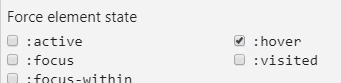 Force element state
:active :hover
:focus :visited
:focus-within